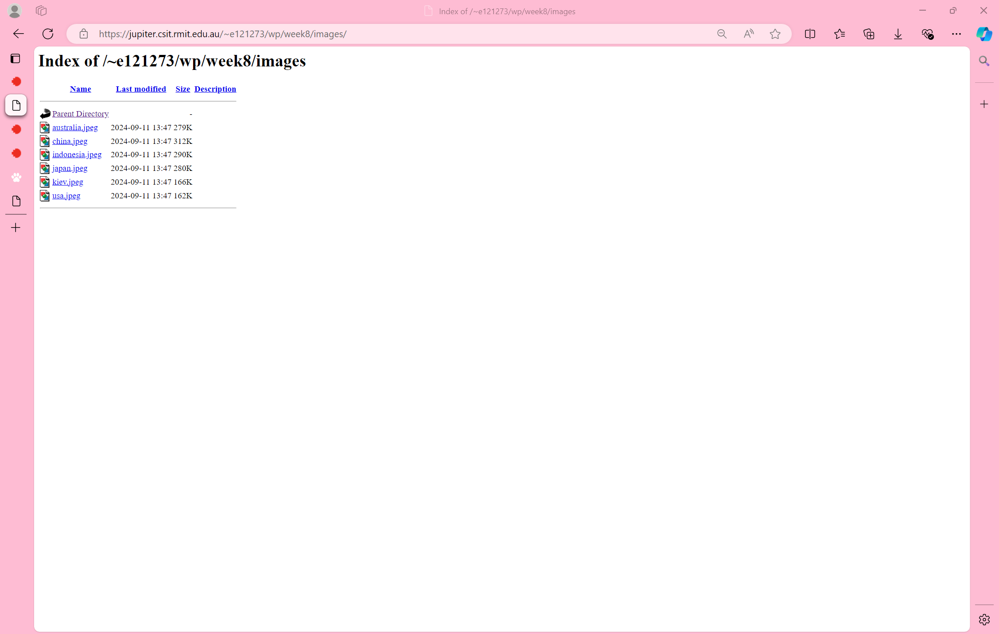 Index of /~e121273/wp/week8/images
https://jupiter.csit.rmit.edu.au/~e121273/wp/week8/images/
Index of /~e121273/wp/week8/images
Name Last modified Size Description
Parent Directory -
australia.jpeg 2024-09-11 13:47 279K
china.jpeg 2024-09-11 13:47 312K
indonesia.jpeg 2024-09-11 13:47 290K
japan.jpeg 2024-09-11 13:47 280K
kiev.jpeg 2024-09-11 13:47 166K
usa.jpeg 2024-09-11 13:47 162K